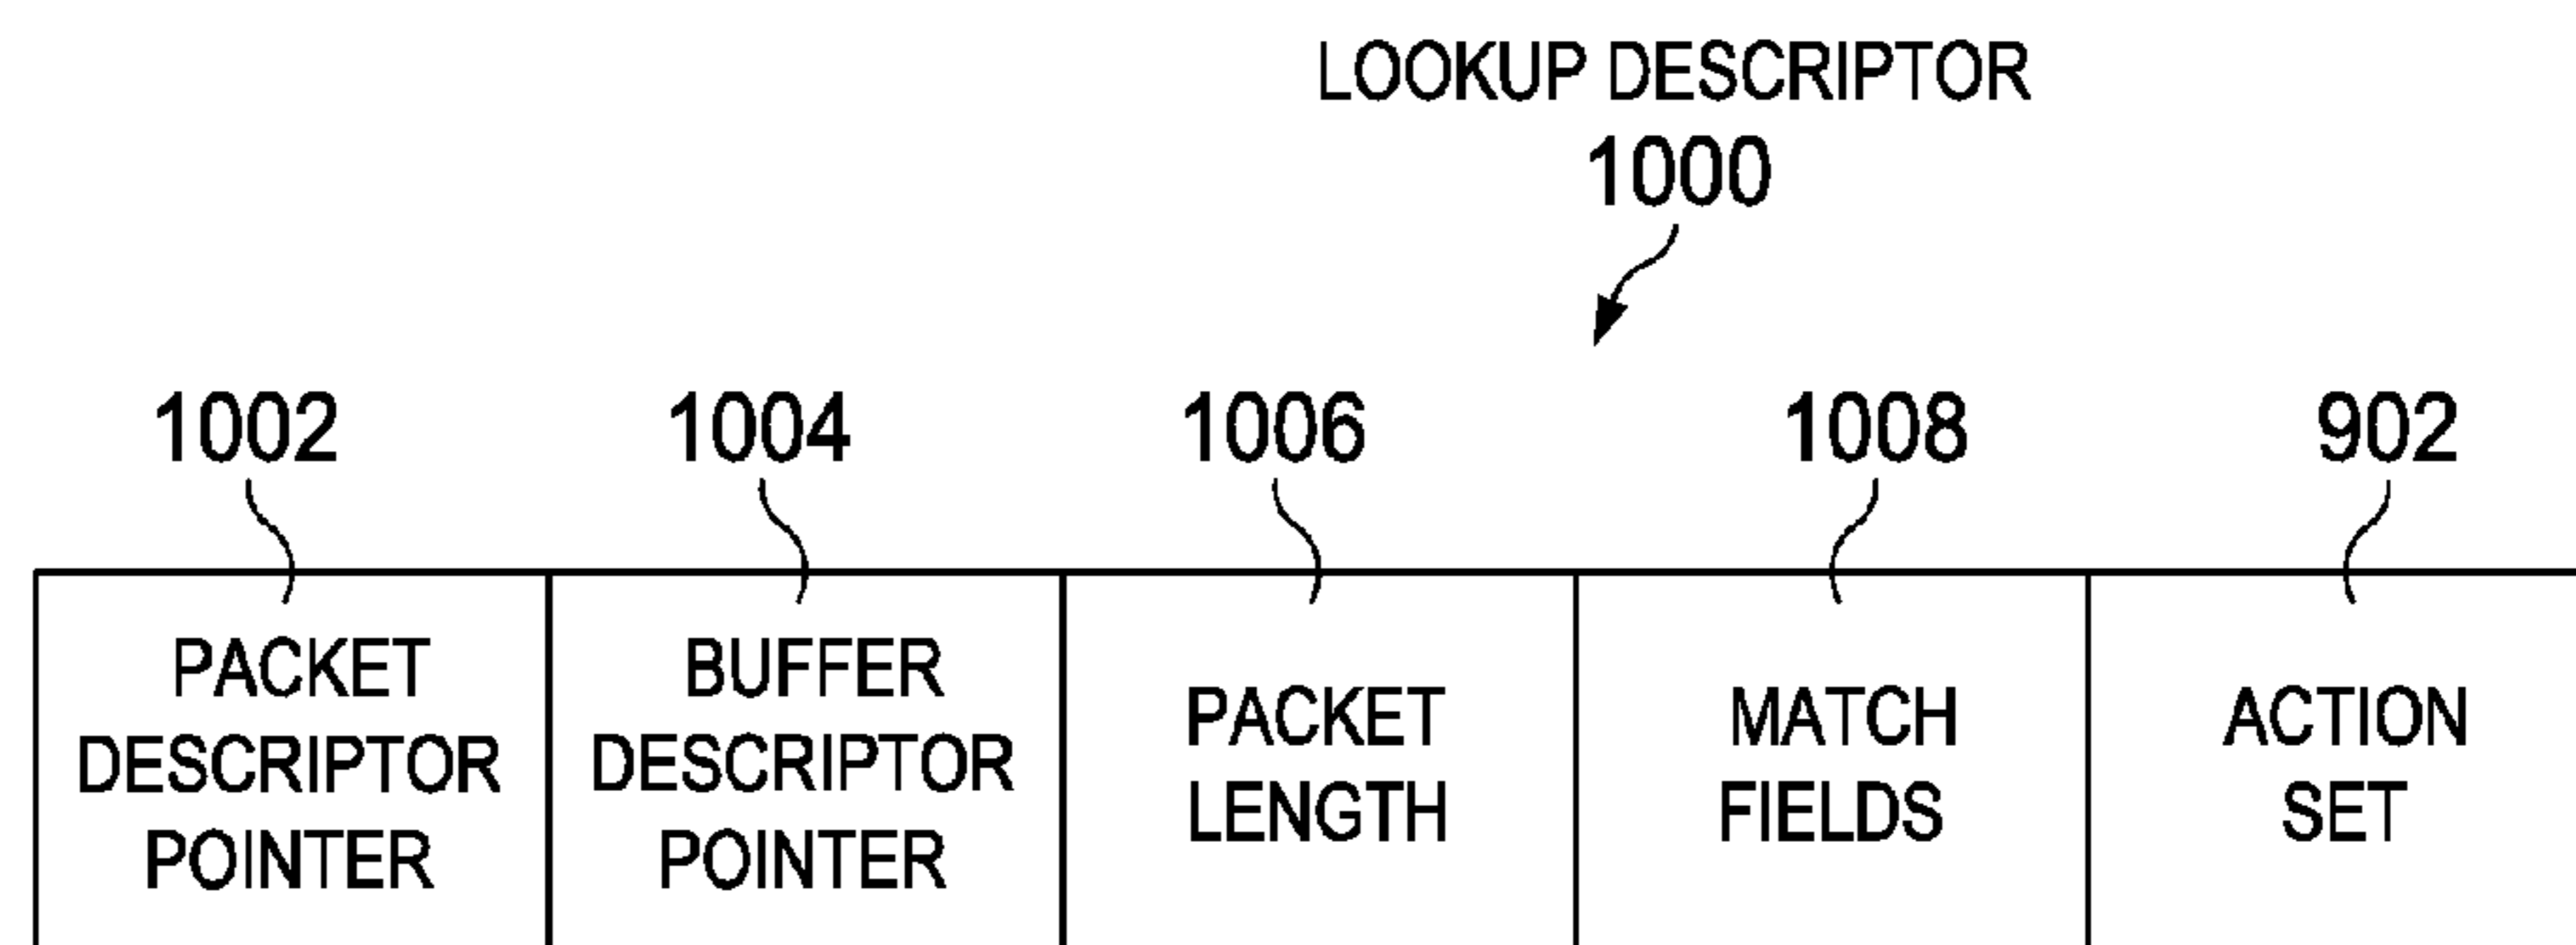 LOOKUP DESCRIPTOR
1000
1002 1004 1006 1008 902
PACKET
DESCRIPTOR
POINTER
BUFFER
DESCRIPTOR
POINTER
PACKET
LENGTH
MATCH
FIELDS
ACTION
SET